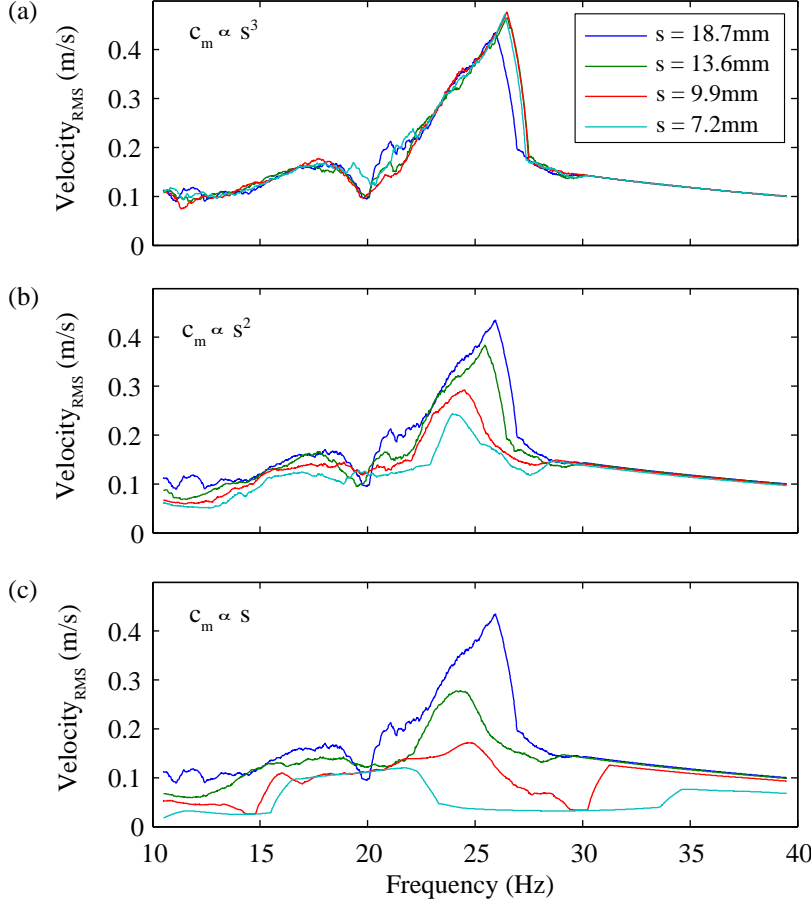 (a)
c_m ∝ s^3
s = 18.7mm
s = 13.6mm
s = 9.9mm
s = 7.2mm
Velocity_RMS (m/s)
0.4
0.3
0.2
0.1
0
(b)
c_m ∝ s^2
Velocity_RMS (m/s)
0.4
0.3
0.2
0.1
0
(c)
c_m ∝ s
Velocity_RMS (m/s)
0.4
0.3
0.2
0.1
0
10 15 20 25 30 35 40
Frequency (Hz)